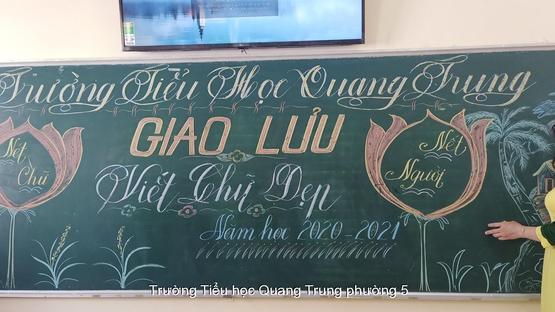 Trường Tiểu Học Quang Trung
GIAO LƯU
Viết Chữ Đẹp
Năm học 2020-2021
Nét
Chữ
Nết
Người
Trường Tiểu học Quang Trung phường 5